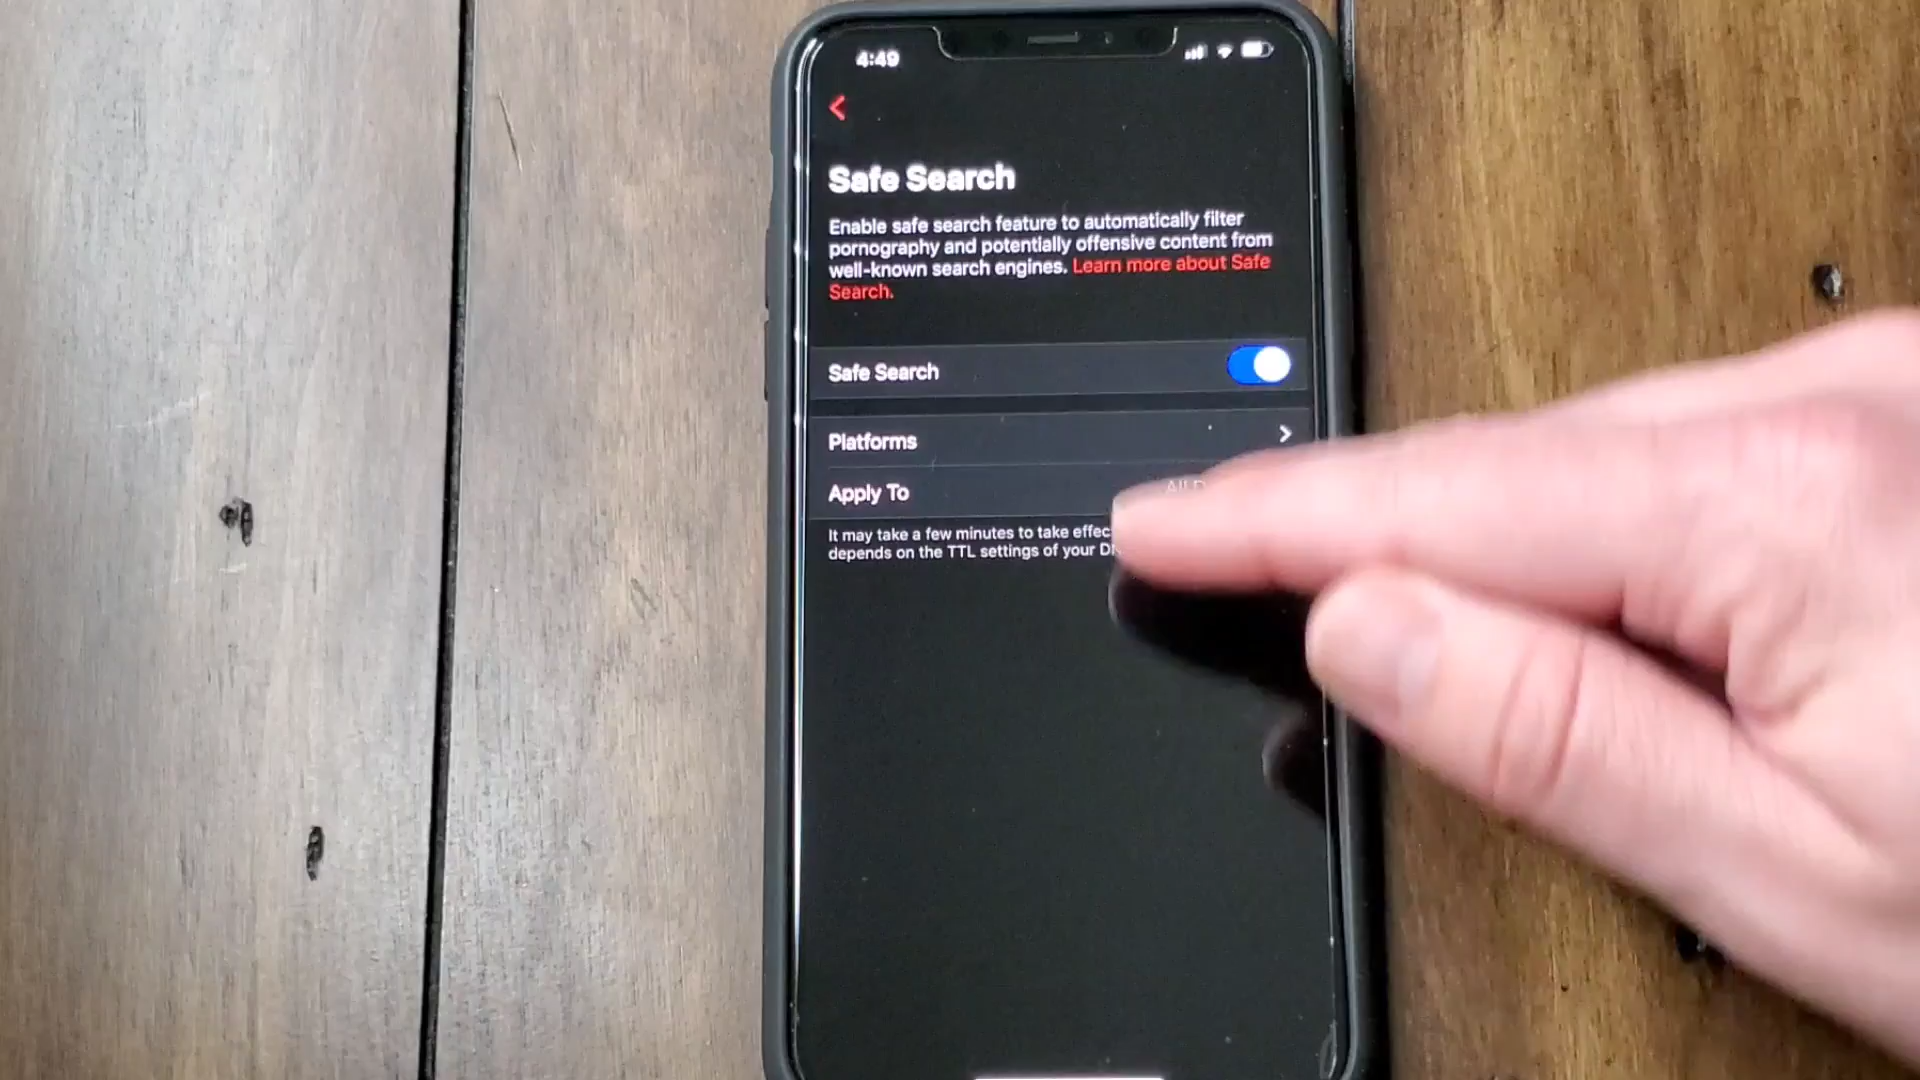 4:49
Safe Search
Enable safe search feature to automatically filter
pornography and potentially offensive content from
well-known search engines. Learn more about Safe
Search.
Safe Search
Platforms
Apply To All
It may take a few minutes to take
depends on the TTL settings of your